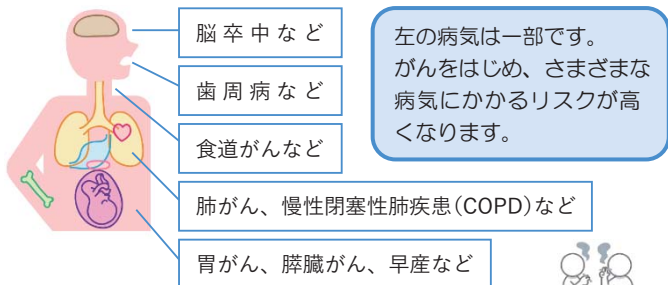 脳卒中など
歯周病など
食道がんなど
肺がん、慢性閉塞性肺疾患(COPD)など
胃がん、膵臓がん、早産など
左の病気は一部です。
がんをはじめ、さまざまな
病気にかかるリスクが高
くなります。